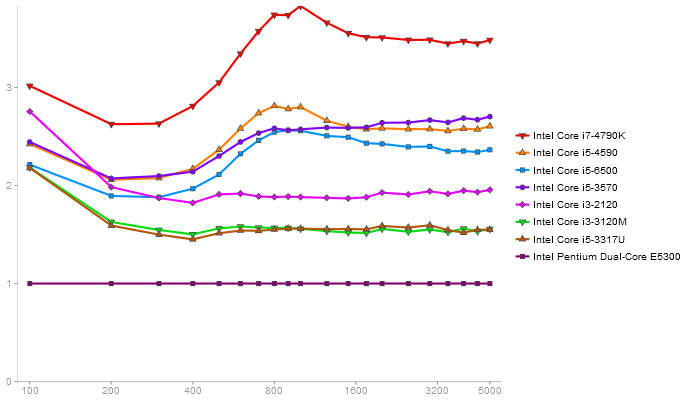 3
2
1
0
100
200
400
800
1600
3200
5000
Intel Core i7-4790K
Intel Core i5-4590
Intel Core i5-6500
Intel Core i5-3570
Intel Core i3-2120
Intel Core i3-3120M
Intel Core i5-3317U
Intel Pentium Dual-Core E5300